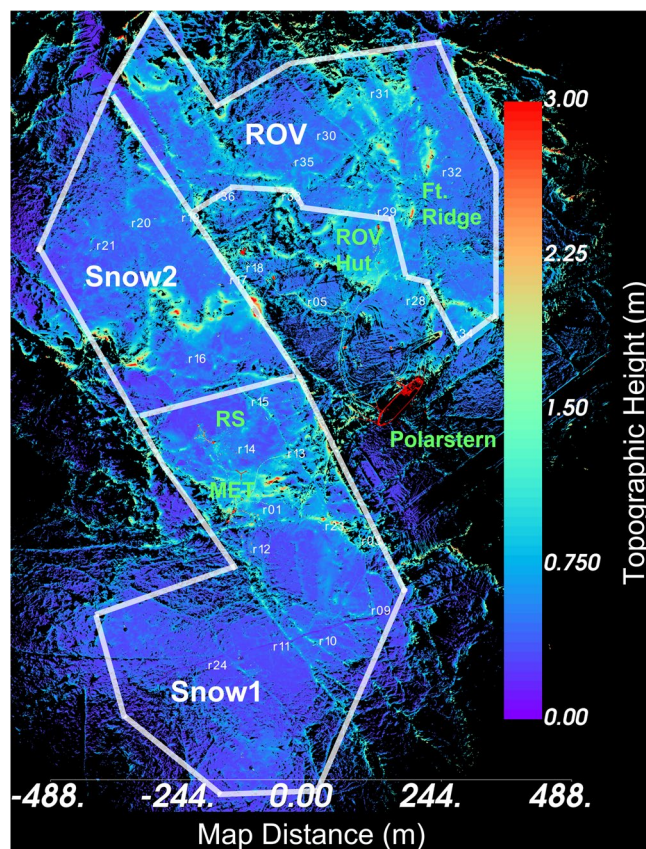 3.00
r31
ROV
r30
r35
r32
Ft.
Ridge
r36
r29
r20
r21
ROV
Hut
2.25
r18
Snow2
r05
r28
r16
1.50
r15
RS
Polarstern
r14
r13
MET
r01
r23
r12
0.750
Topographic Height (m)
r09
r10
r11
r24
Snow1
0.00
-488.
-244.
0.00
244.
488.
Map Distance (m)